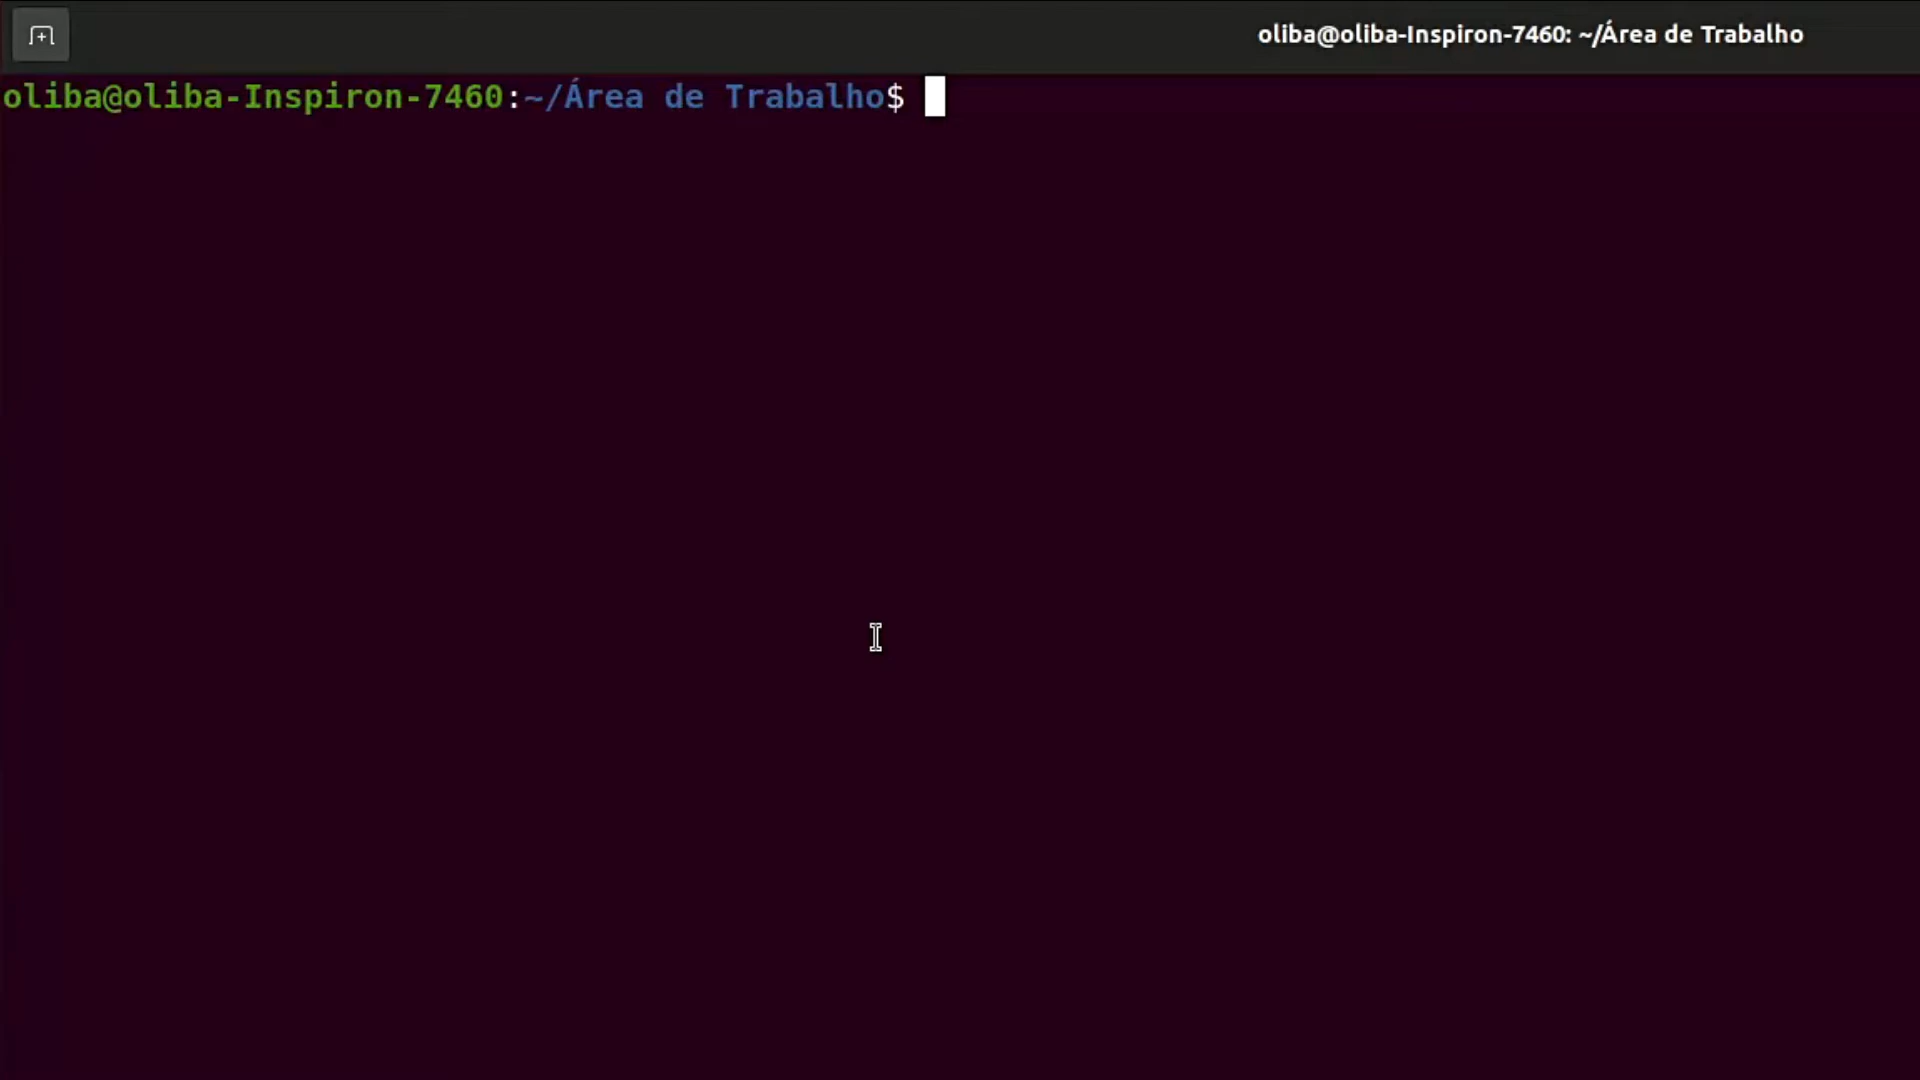 oliba@oliba-Inspiron-7460: ~/Área de Trabalho
oliba@oliba-Inspiron-7460:~/Área de Trabalho$